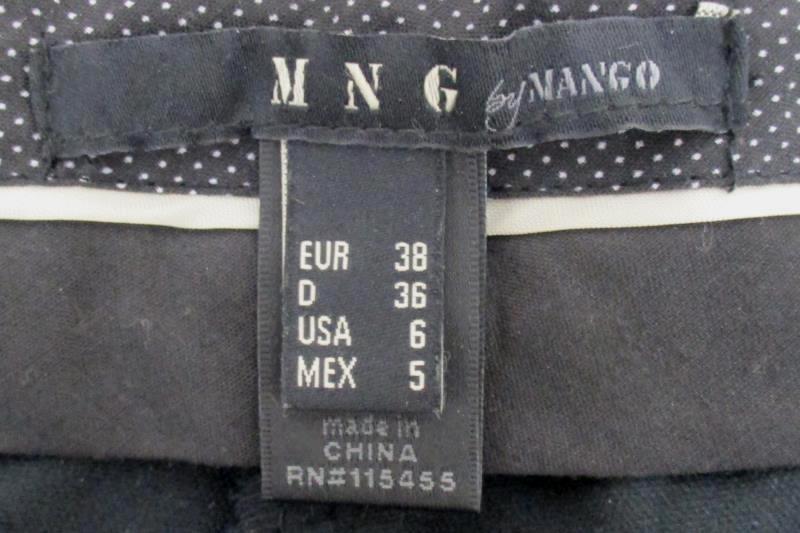 MNG by MANGO
EUR 38
D 36
USA 6
MEX 5
made in
CHINA
RN#115455